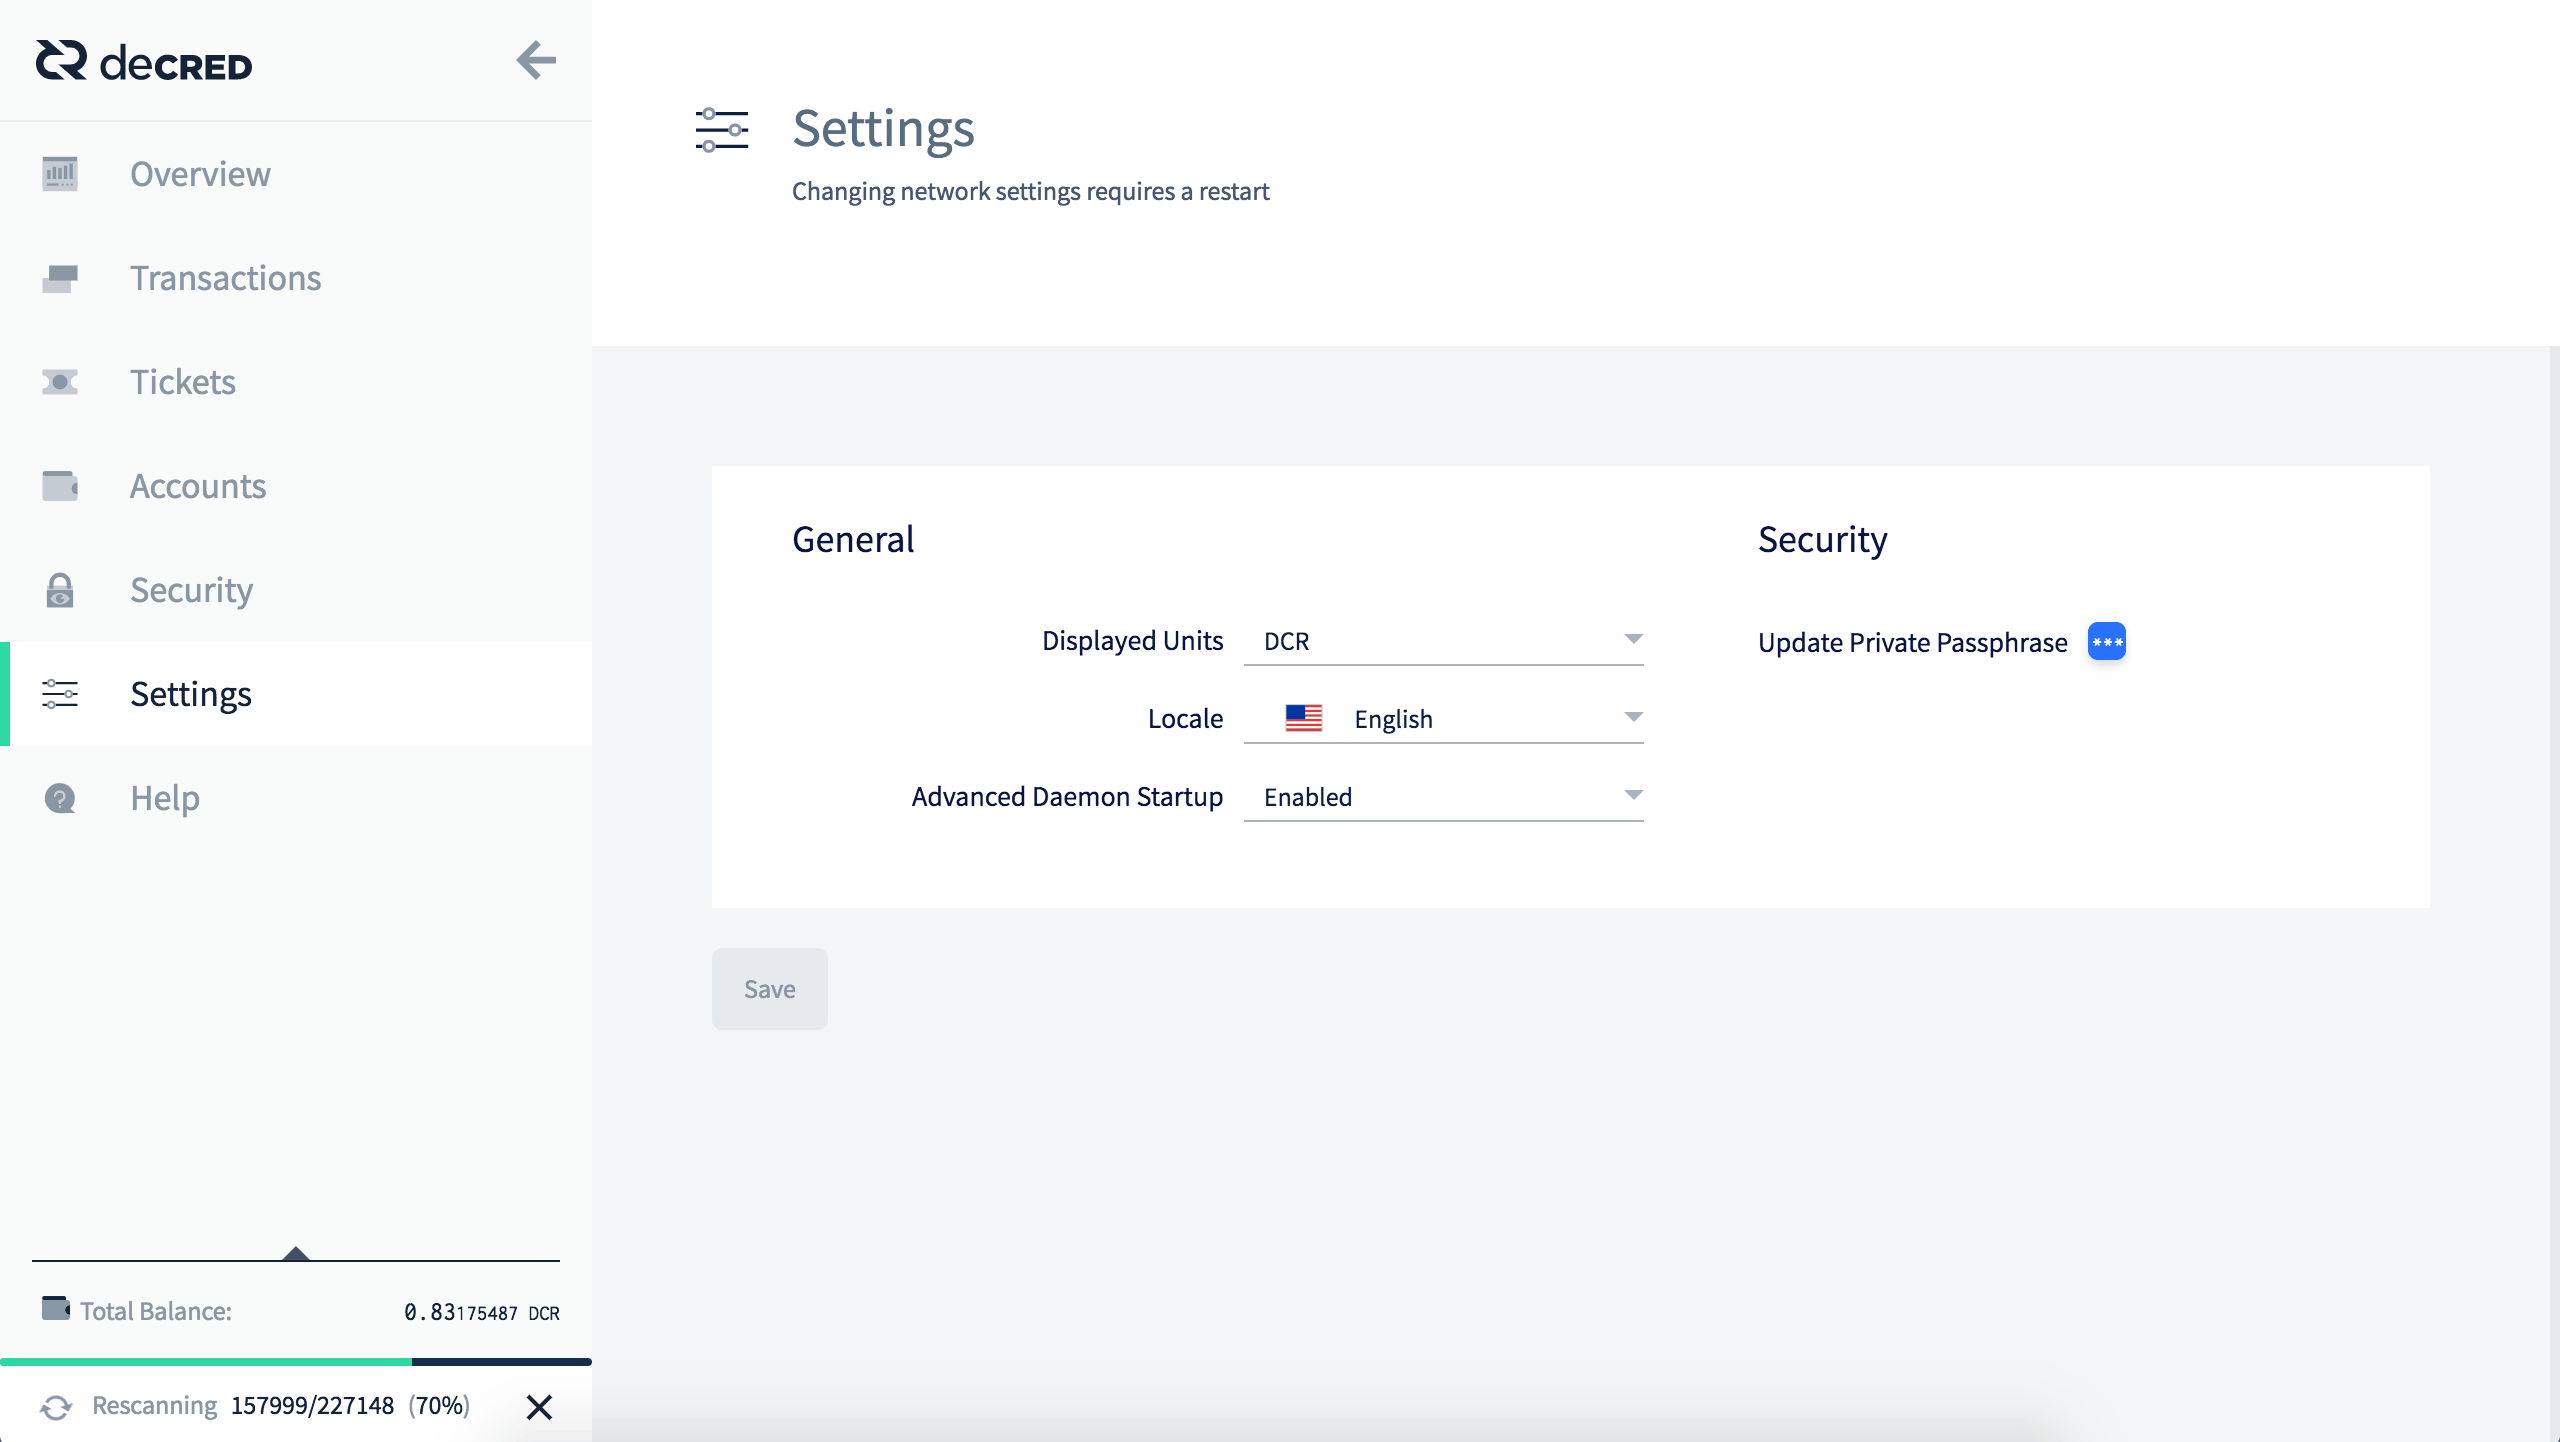 decred
Overview
Transactions
Tickets
Accounts
Security
Settings
Help
Total Balance: 0.83175487 DCR
Rescanning 157999/227148 (70%)
Settings
Changing network settings requires a restart
General
Displayed Units DCR
Locale English
Advanced Daemon Startup Enabled
Security
Update Private Passphrase ***
Save